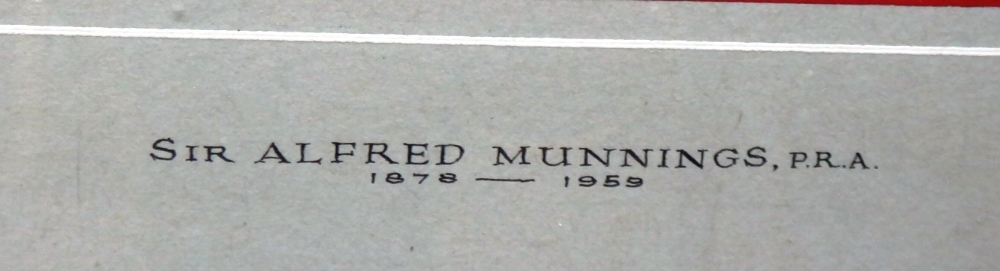 SIR ALFRED MUNNINGS, P.R.A.
1878 — 1959